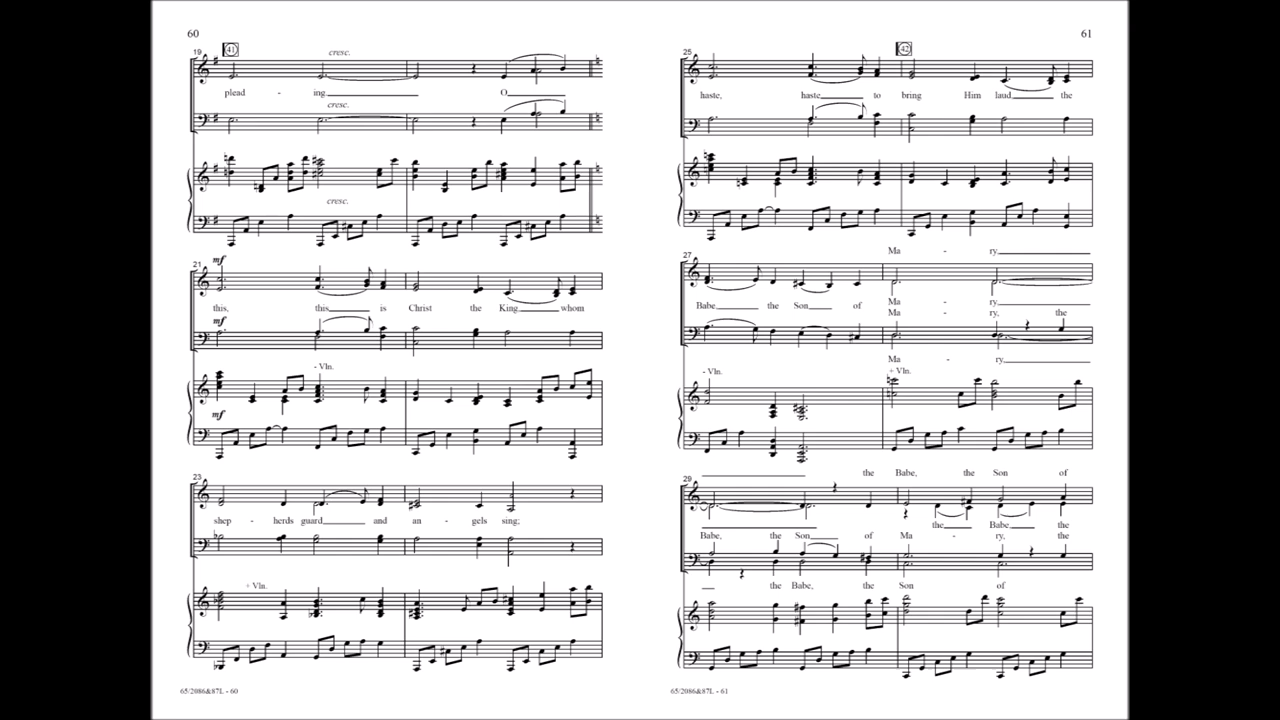 60
19
41
cresc.
plead - ing. O
cresc.
cresc.
21
mf
this, this is Christ the King whom
mf
- Vln.
mf
23
shep - herds guard and an - gels sing;
+ Vln.
65/2086&87L - 60
61
25
42
haste, haste to bring Him laud the
Ma - ry.
27
Babe the Son of Ma - ry.
Ma - ry, the
Ma - ry.
- Vln.
+ Vln.
the Babe, the Son of
29
the Babe the
Babe, the Son of Ma - ry, the
the Babe, the Son of
65/2086&87L - 61